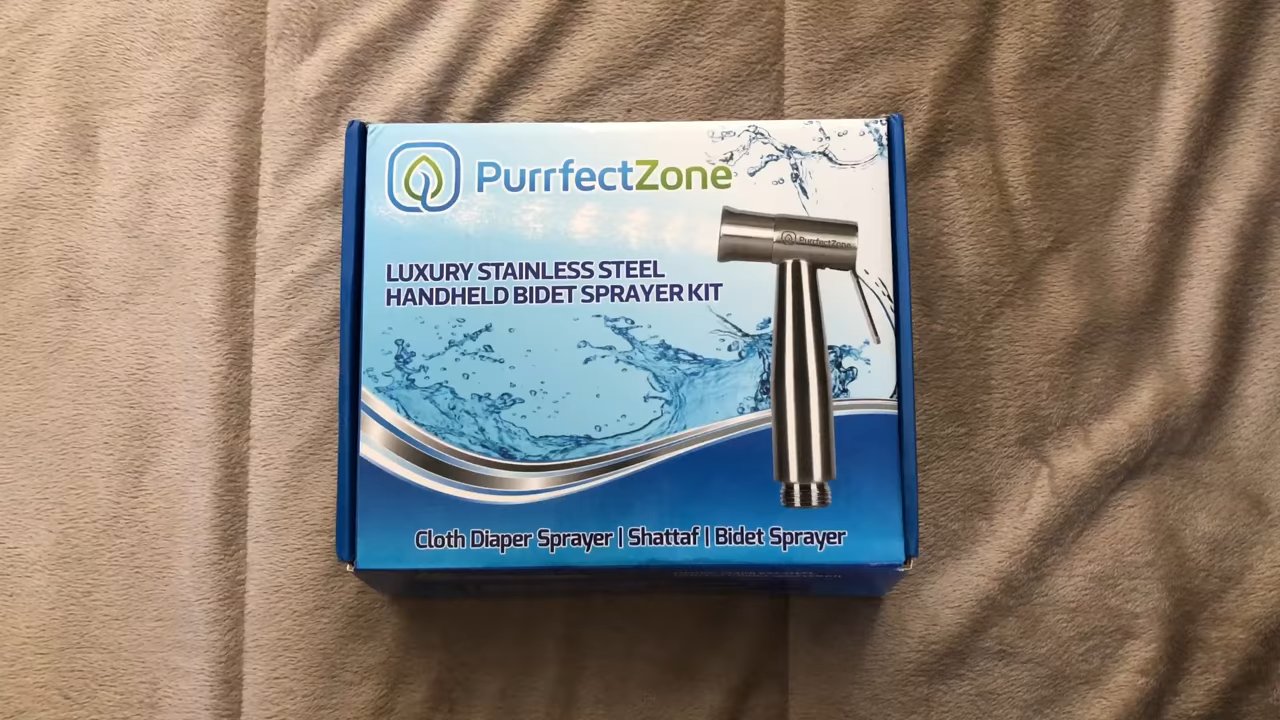 PurrfectZone
PurrfectZone
LUXURY STAINLESS STEEL
HANDHELD BIDET SPRAYER KIT
Cloth Diaper Sprayer | Shattaf | Bidet Sprayer